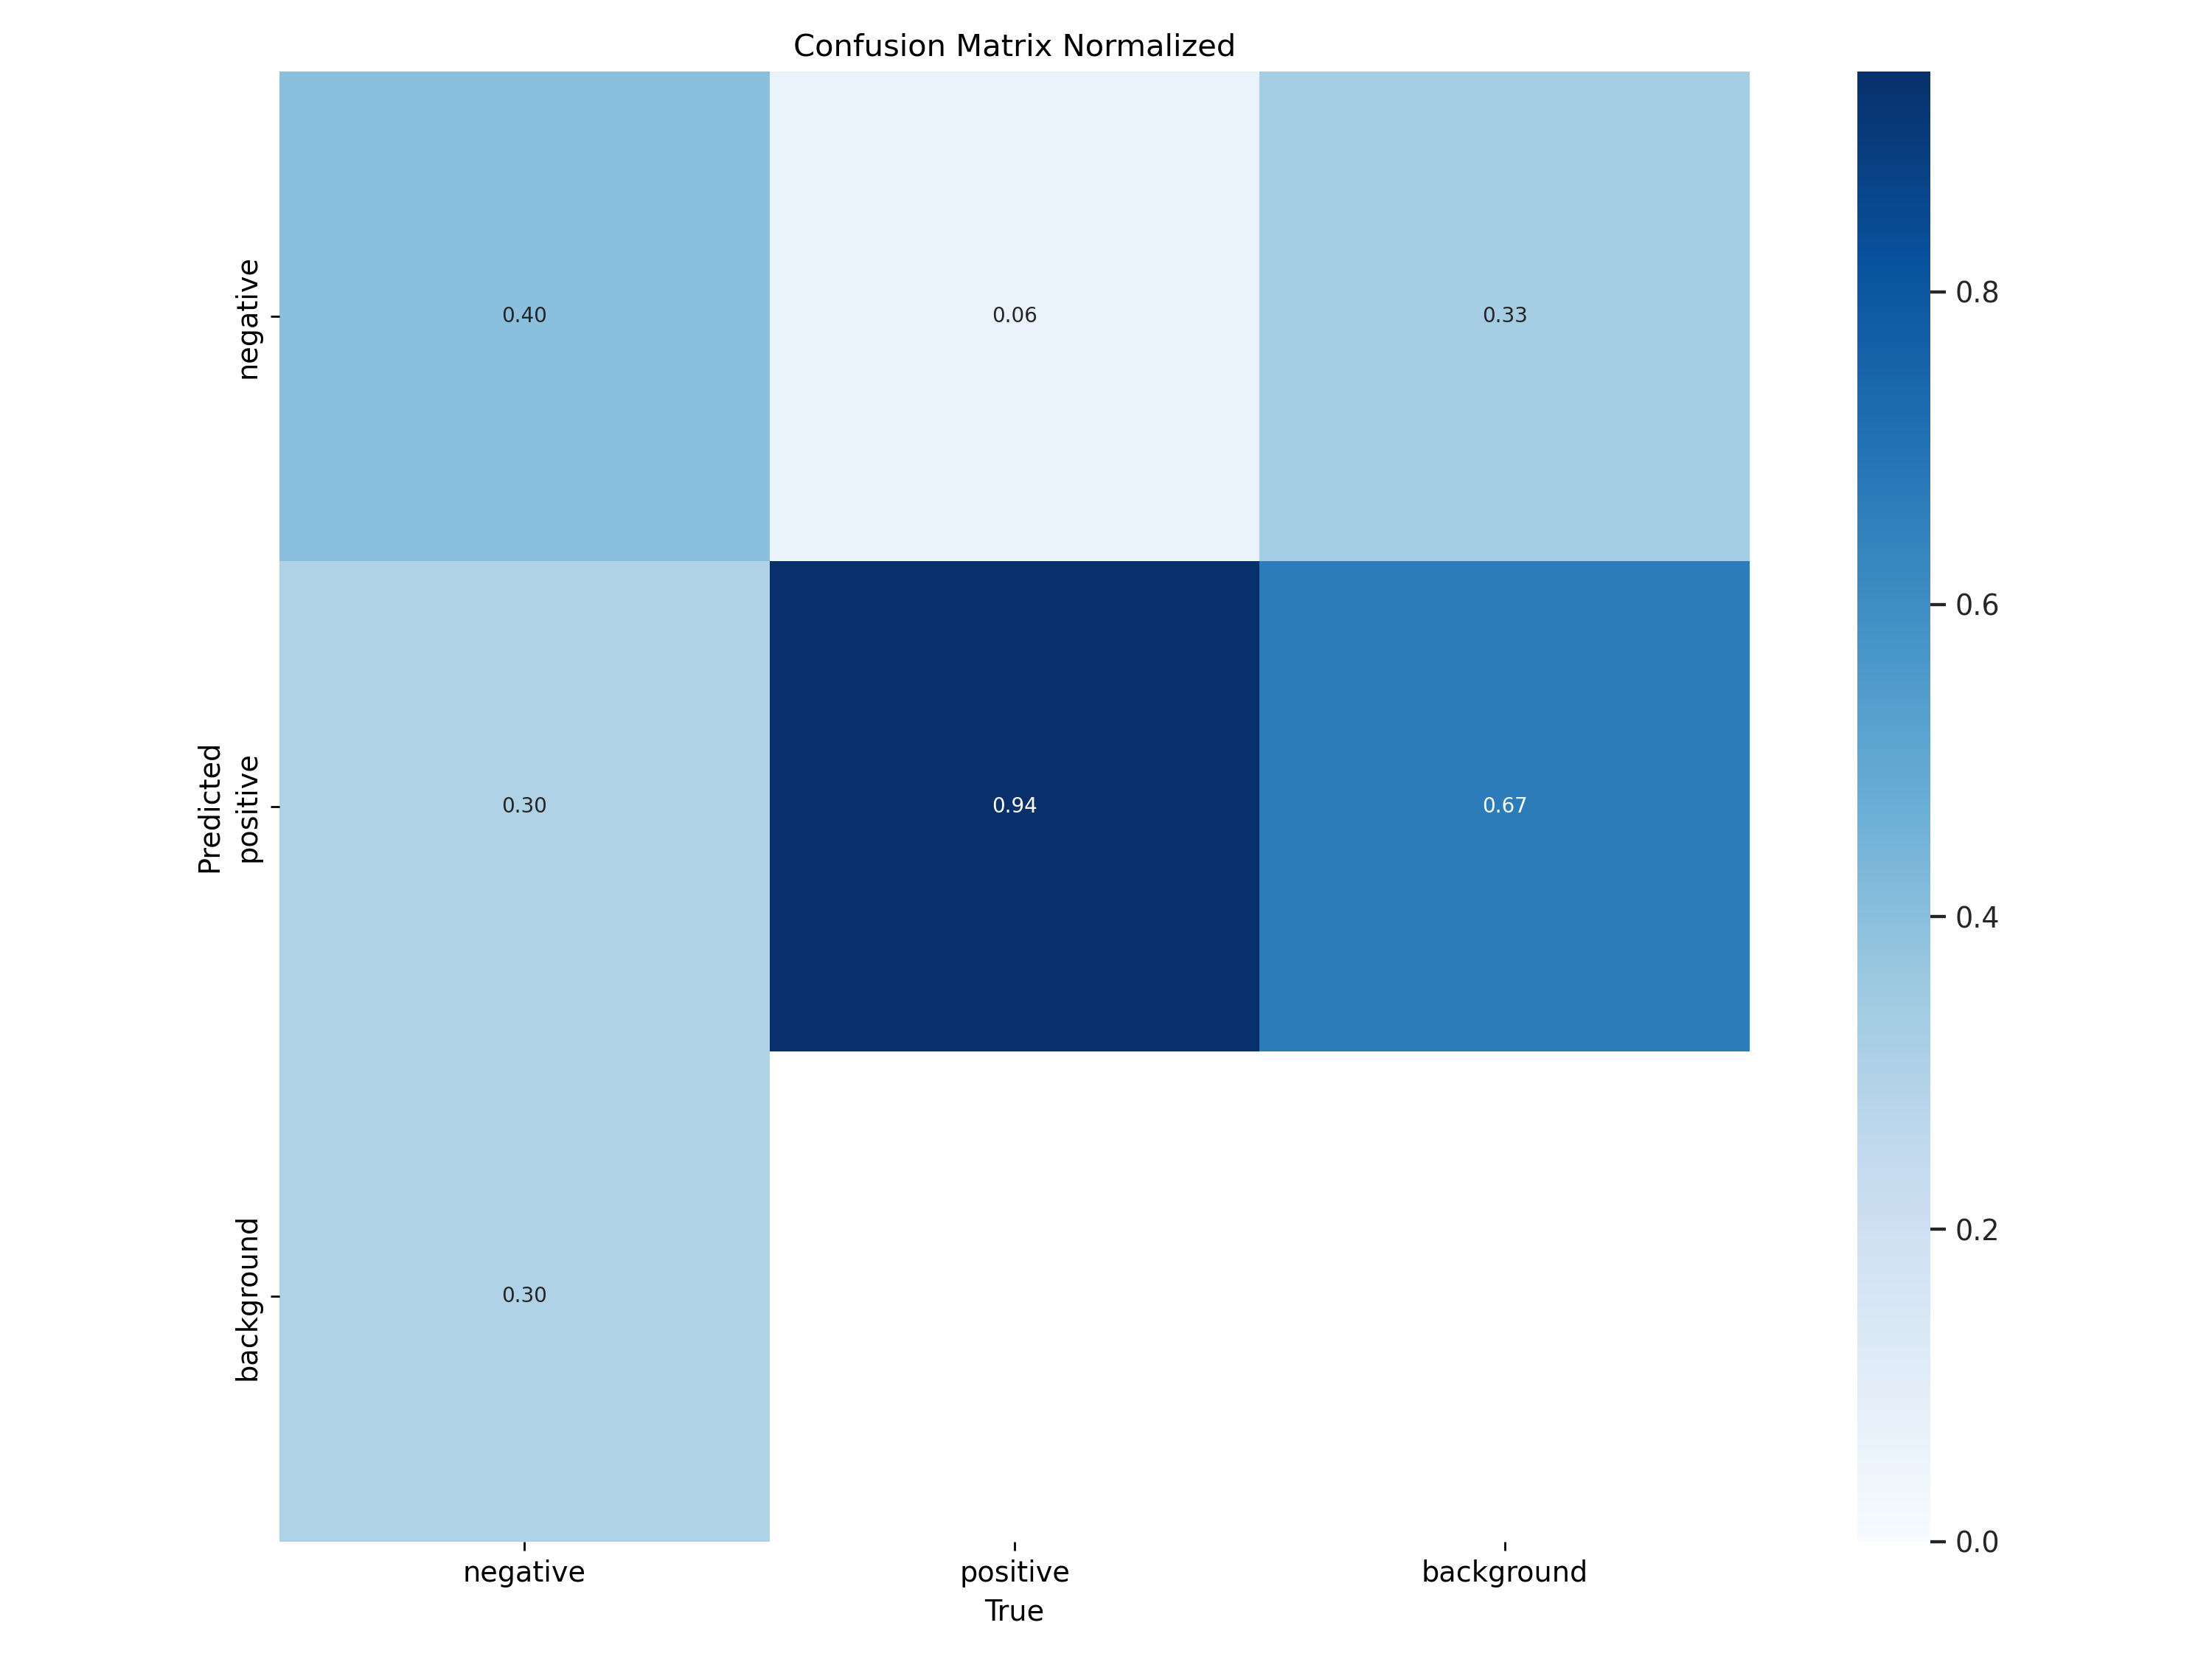 Confusion Matrix Normalized
negative
0.40
0.06
0.33
0.8
0.6
Predicted
positive
0.30
0.94
0.67
0.4
0.2
background
0.30
0.0
negative
positive
background
True